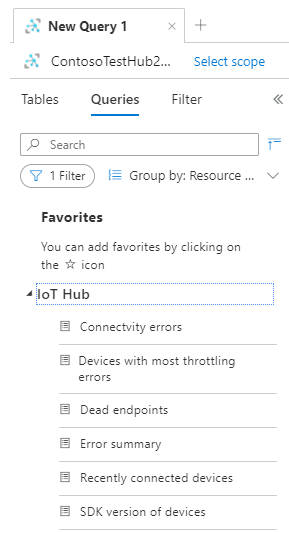 New Query 1
ContosoTestHub2...
Select scope
Tables
Queries
Filter
Search
1 Filter
Group by: Resource ...
Favorites
You can add favorites by clicking on
the ☆ icon
IoT Hub
Connectvity errors
Devices with most throttling
errors
Dead endpoints
Error summary
Recently connected devices
SDK version of devices